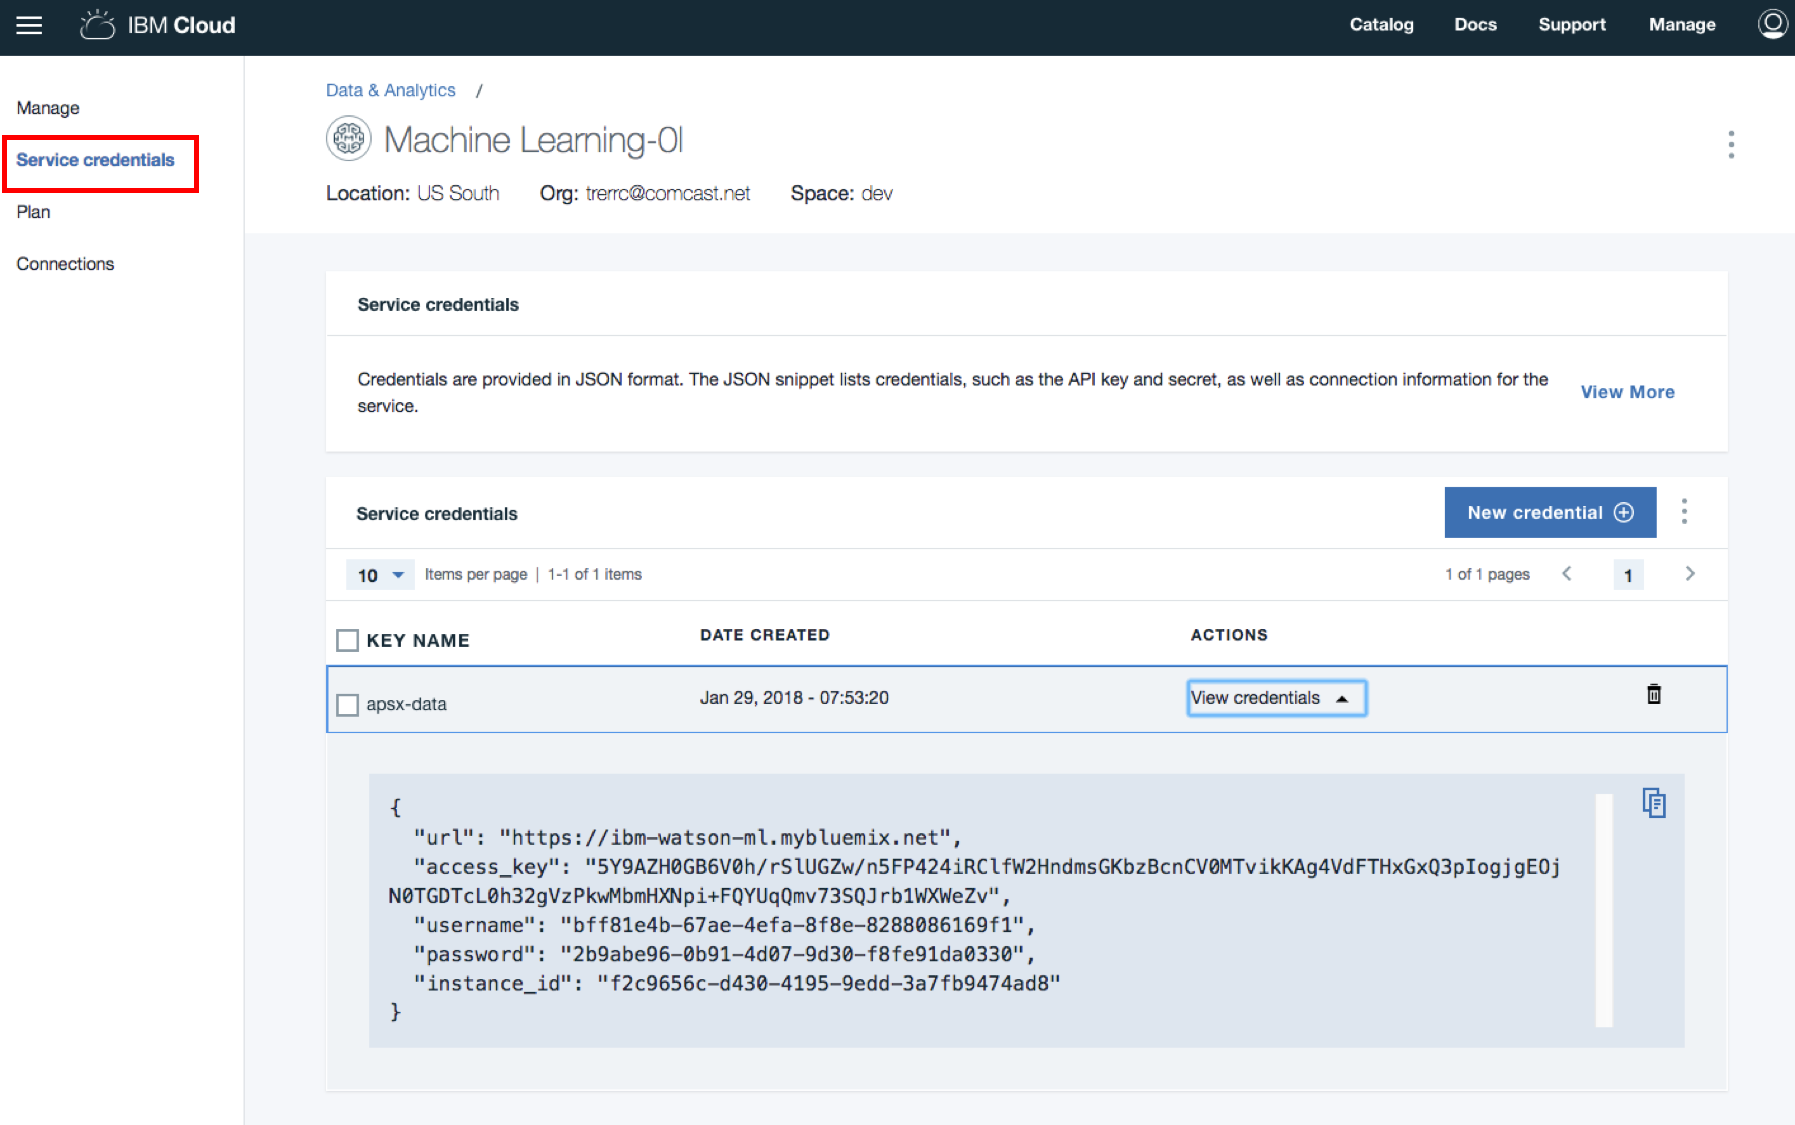 IBM Cloud
Catalog
Docs
Support
Manage
Manage
Service credentials
Plan
Connections
Data & Analytics /
Machine Learning-0l
Location: US South Org: trerrc@comcast.net Space: dev
Service credentials
Credentials are provided in JSON format. The JSON snippet lists credentials, such as the API key and secret, as well as connection information for the
service.
View More
Service credentials
New credential
10 Items per page | 1-1 of 1 items
1 of 1 pages
1
KEY NAME
DATE CREATED
ACTIONS
apsx-data
Jan 29, 2018 - 07:53:20
View credentials
{
"url": "https://ibm-watson-ml.mybluemix.net",
"access_key": "5Y9AZH0GB6V0h/rSlUGZw/n5FP424iRClfW2HndmsGKbzBcnCV0MTvikKAg4VdFTHxGxQ3pIogjgEOj
N0TGDTcL0h32gVzPkwMbmHXNpi+FQYUqQmv73SQJrb1WXWeZv",
"username": "bff81e4b-67ae-4efa-8f8e-8288086169f1",
"password": "2b9abe96-0b91-4d07-9d30-f8fe91da0330",
"instance_id": "f2c9656c-d430-4195-9edd-3a7fb9474ad8"
}